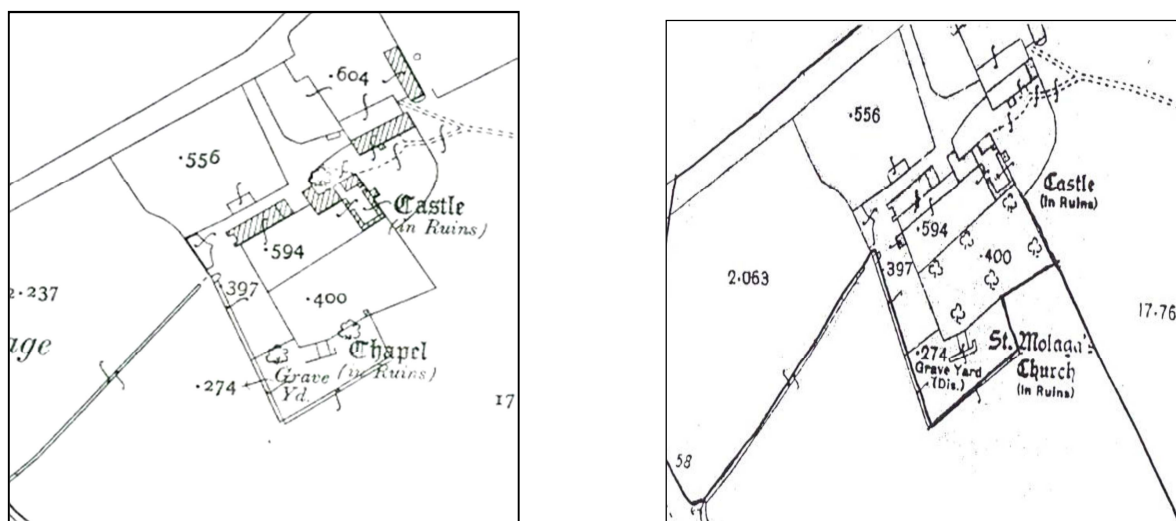 ·604
·556
Castle
(In Ruins)
·594
·397
·400
2·237
Chapel
(in Ruins)
·274
Grave
Yd.
17
·556
Castle
(In Ruins)
·594
·397
·400
2·063
17·76
·274
Grave Yard
(Dis.)
St. Molaga's
Church
(In Ruins)
58